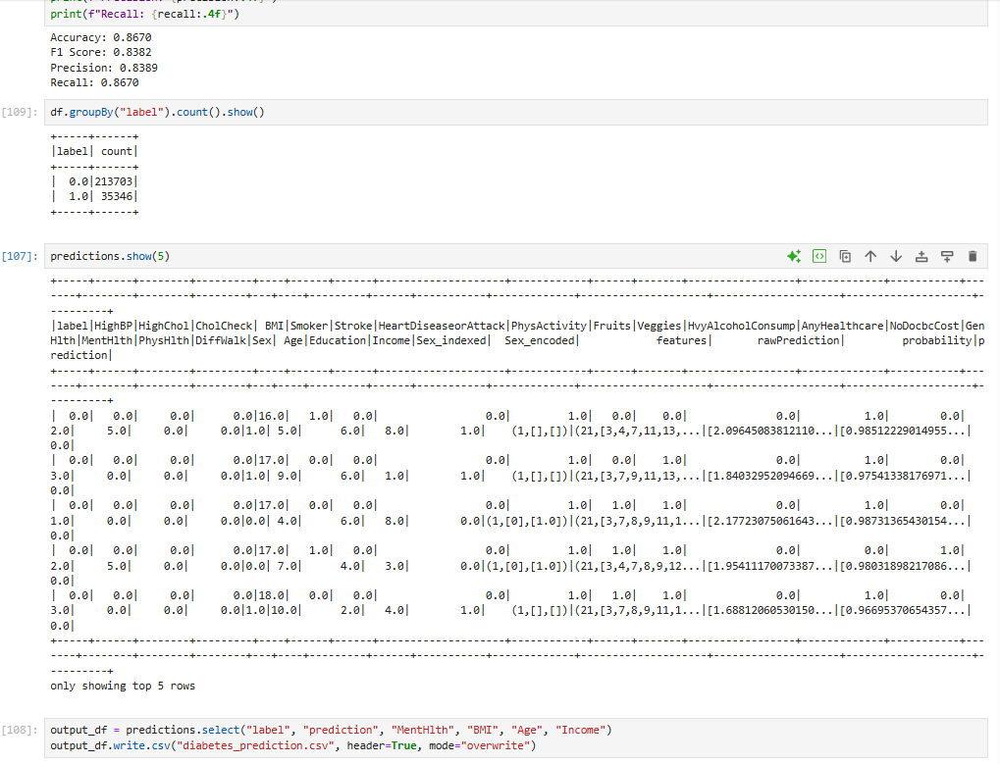 print(f"Recall: {recall:.4f}")
Accuracy: 0.8670
F1 Score: 0.8382
Precision: 0.8389
Recall: 0.8670
[109]:
df.groupBy("label").count().show()
+-----+------+
|label| count|
+-----+------+
|  0.0|213703|
|  1.0| 35346|
+-----+------+
[107]:
predictions.show(5)
+-----+------+--------+---------+----+------+------+--------------------+------------+------+-------+-----------------+-------------+-----------+---
----+--------+--------+--------+---+----+---------+------+-----------+-------------+--------------------+--------------------+--------------------+-
---------+
|label|HighBP|HighChol|CholCheck| BMI|Smoker|Stroke|HeartDiseaseorAttack|PhysActivity|Fruits|Veggies|HvyAlcoholConsump|AnyHealthcare|NoDocbcCost|Gen
Hlth|MentHlth|PhysHlth|DiffWalk|Sex| Age|Education|Income|Sex_indexed|  Sex_encoded|            features|       rawPrediction|         probability|p
rediction|
+-----+------+--------+---------+----+------+------+--------------------+------------+------+-------+-----------------+-------------+-----------+---
----+--------+--------+--------+---+----+---------+------+-----------+-------------+--------------------+--------------------+--------------------+-
---------+
|  0.0|   0.0|     0.0|      0.0|16.0|   1.0|   0.0|                 0.0|         1.0|   0.0|    0.0|              0.0|          1.0|        0.0|
2.0|     5.0|     0.0|     0.0|1.0| 5.0|      6.0|   8.0|        1.0|    (1,[],[])|(21,[3,4,7,11,13,...|[2.09645083812110...|[0.98512229014955...|
0.0|
|  0.0|   0.0|     0.0|      0.0|17.0|   0.0|   0.0|                 0.0|         1.0|   0.0|    1.0|              0.0|          1.0|        0.0|
3.0|     0.0|     0.0|     0.0|1.0| 9.0|      6.0|   1.0|        1.0|    (1,[],[])|(21,[3,7,9,11,13,...|[1.84032952094669...|[0.97541338176971...|
0.0|
|  0.0|   0.0|     0.0|      0.0|17.0|   0.0|   0.0|                 0.0|         1.0|   1.0|    1.0|              0.0|          1.0|        0.0|
1.0|     0.0|     0.0|     0.0|0.0| 4.0|      6.0|   8.0|        0.0|(1,[0],[1.0])|(21,[3,7,8,9,11,1...|[2.17723075061643...|[0.98731365430154...|
0.0|
|  0.0|   0.0|     0.0|      0.0|17.0|   1.0|   0.0|                 0.0|         1.0|   1.0|    1.0|              0.0|          0.0|        1.0|
2.0|     5.0|     0.0|     0.0|0.0| 7.0|      4.0|   3.0|        0.0|(1,[0],[1.0])|(21,[3,4,7,8,9,12...|[1.95411170073387...|[0.98031898217086...|
0.0|
|  0.0|   0.0|     0.0|      0.0|18.0|   0.0|   0.0|                 0.0|         1.0|   1.0|    1.0|              0.0|          1.0|        0.0|
3.0|     0.0|     0.0|     0.0|1.0|10.0|      2.0|   4.0|        1.0|    (1,[],[])|(21,[3,7,8,9,11,1...|[1.68812060530150...|[0.96695370654357...|
0.0|
+-----+------+--------+---------+----+------+------+--------------------+------------+------+-------+-----------------+-------------+-----------+---
----+--------+--------+--------+---+----+---------+------+-----------+-------------+--------------------+--------------------+--------------------+-
---------+
only showing top 5 rows
[108]:
output_df = predictions.select("label", "prediction", "MentHlth", "BMI", "Age", "Income")
output_df.write.csv("diabetes_prediction.csv", header=True, mode="overwrite")